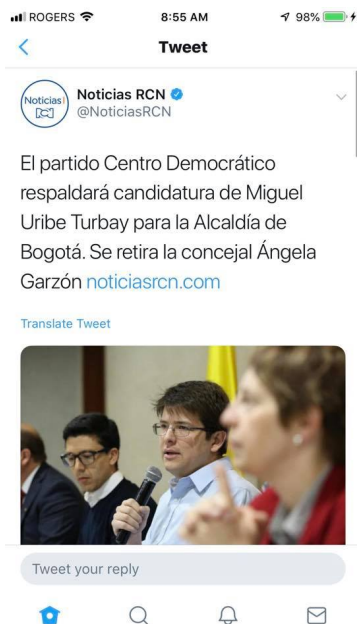 ROGERS 8:55 AM 98%
Tweet
Noticias RCN
@NoticiasRCN
Noticias
RCN
El partido Centro Democrático
respaldará candidatura de Miguel
Uribe Turbay para la Alcaldía de
Bogotá. Se retira la concejal Ángela
Garzón noticiasrcn.com
Translate Tweet
Tweet your reply